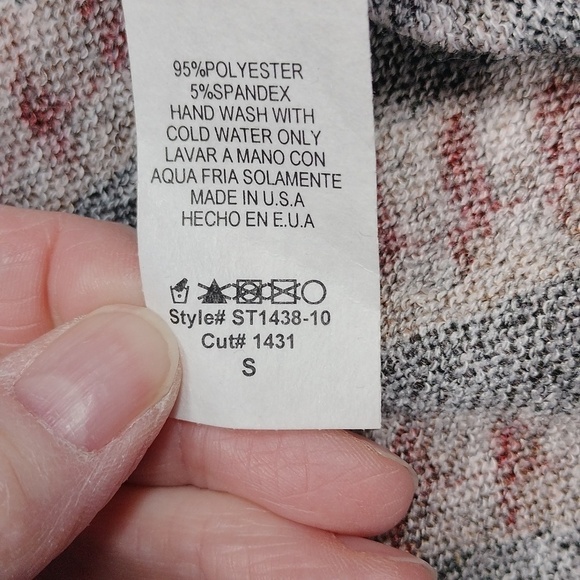 95%POLYESTER
5%SPANDEX
HAND WASH WITH
COLD WATER ONLY
LAVAR A MANO CON
AQUA FRIA SOLAMENTE
MADE IN U.S.A
HECHO EN E.U.A
Style# ST1438-10
Cut# 1431
S